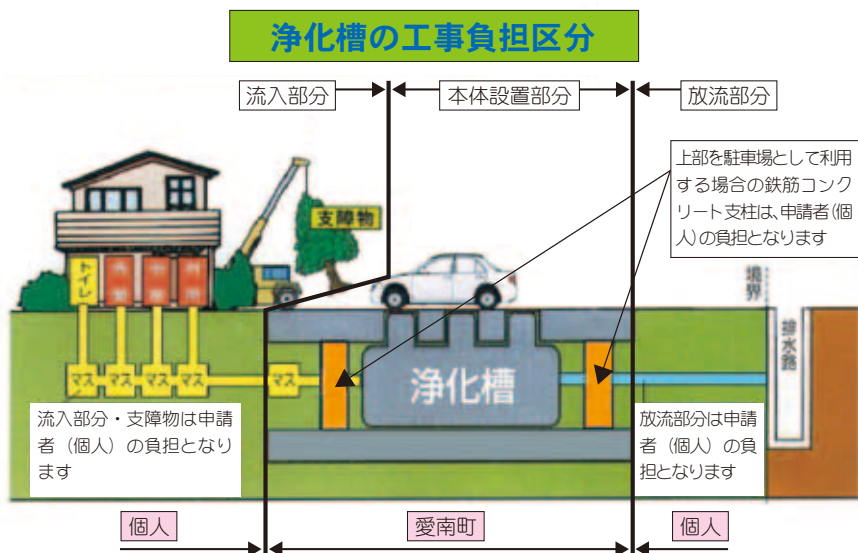 浄化槽の工事負担区分
流入部分
本体設置部分
放流部分
上部を駐車場として利用
する場合の鉄筋コンク
リート支柱は、申請者(個
人)の負担となります
支障物
トイレ
境界
排水路
マス
マス
マス
マス
マス
浄化槽
流入部分・支障物は申請
者（個人）の負担となり
ます
放流部分は申請
者（個人）の負
担となります
個人
愛南町
個人